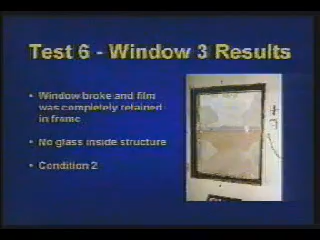 Test 6 - Window 3 Results
• Window broke and film
was completely retained
in frame
• No glass inside structure
• Condition 2